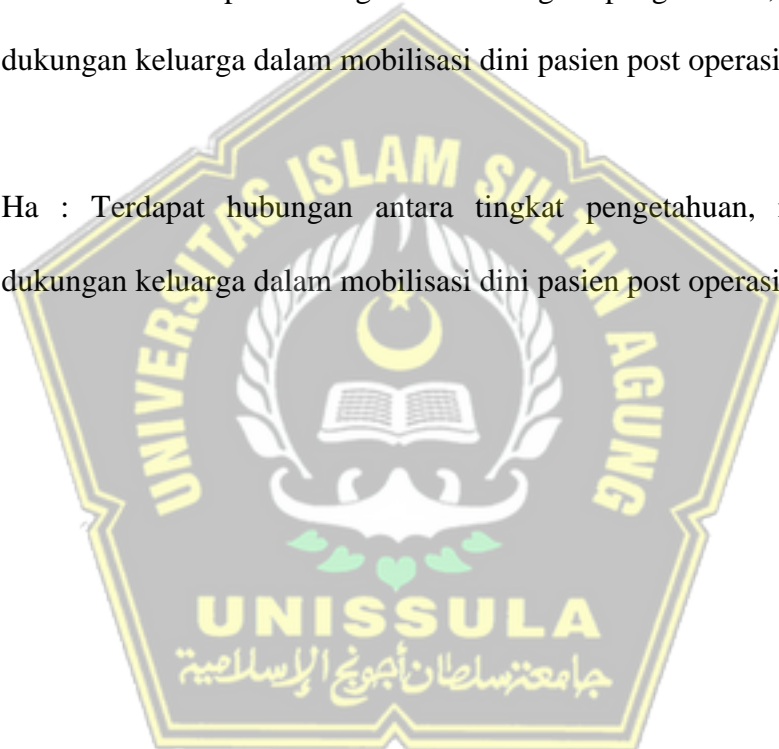 dukungan keluarga dalam mobilisasi dini pasien post operasi
Ha : Terdapat hubungan antara tingkat pengetahuan,
dukungan keluarga dalam mobilisasi dini pasien post operasi
UNIVERSITAS ISLAM SULTAN AGUNG
UNISSULA
جامعة سلطان أجونج الإسلامية